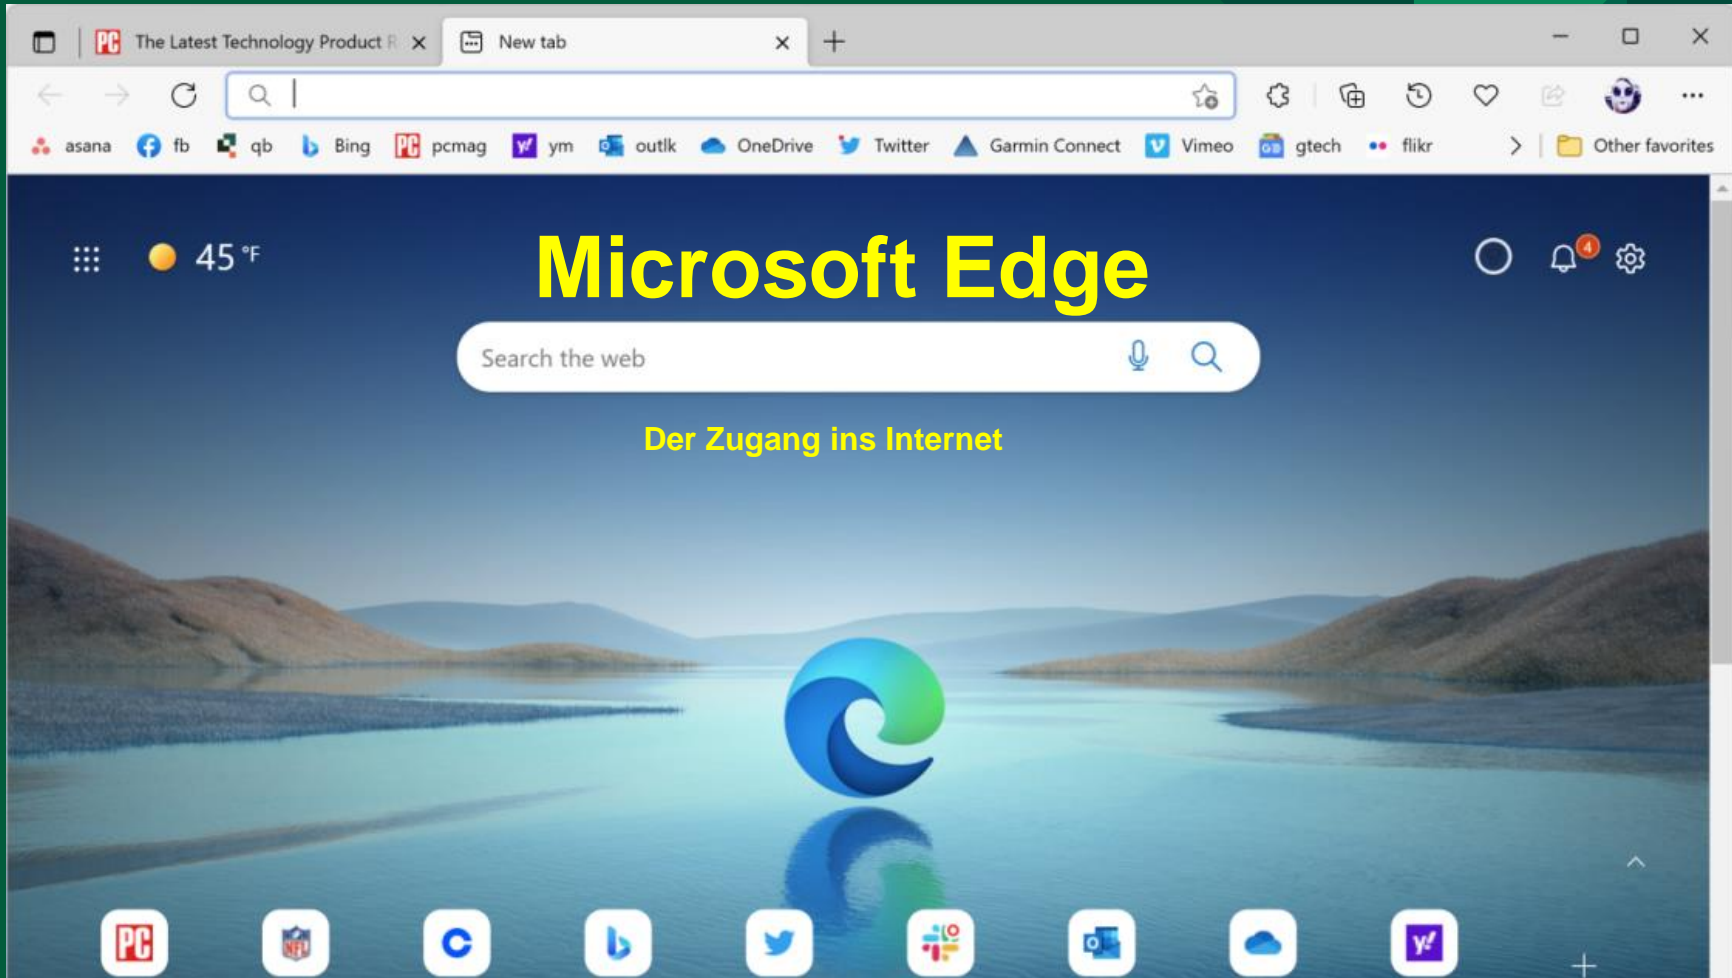 The Latest Technology Product R
New tab
asana fb qb Bing pcmag ym outlk OneDrive Twitter Garmin Connect Vimeo gtech flikr Other favorites
45 °F
Microsoft Edge
4
Search the web
Der Zugang ins Internet